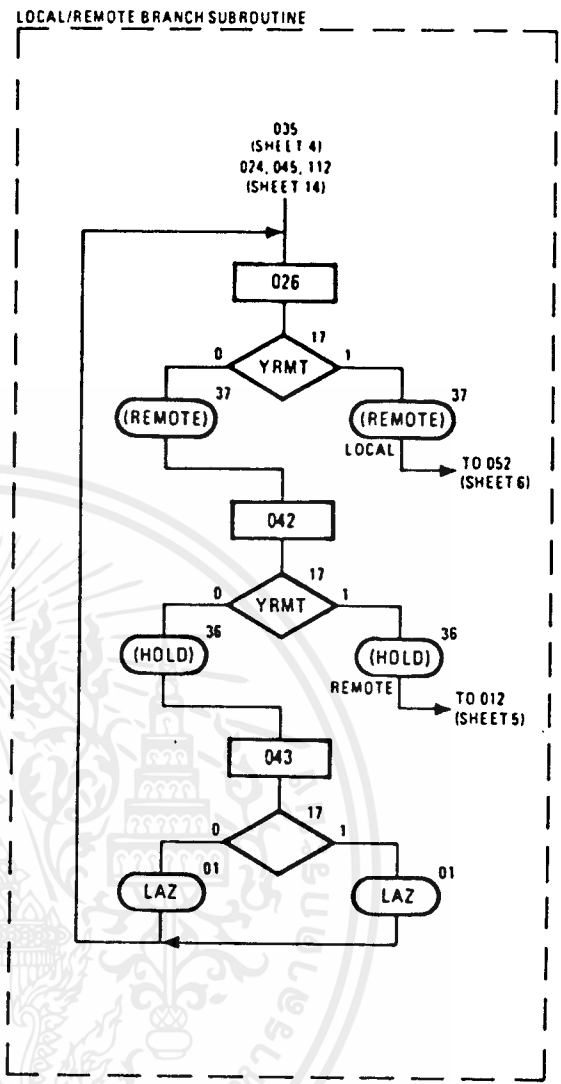 LOCAL/REMOTE BRANCH SUBROUTINE
035
(SHEET 4)
024, 045, 112
(SHEET 14)
026
17
0 YRMT 1
37 37
(REMOTE) (REMOTE)
LOCAL
TO 052
(SHEET 6)
042
17
0 YRMT 1
36 36
(HOLD) (HOLD)
REMOTE
TO 012
(SHEET 5)
043
17
0 1
01 01
LAZ LAZ